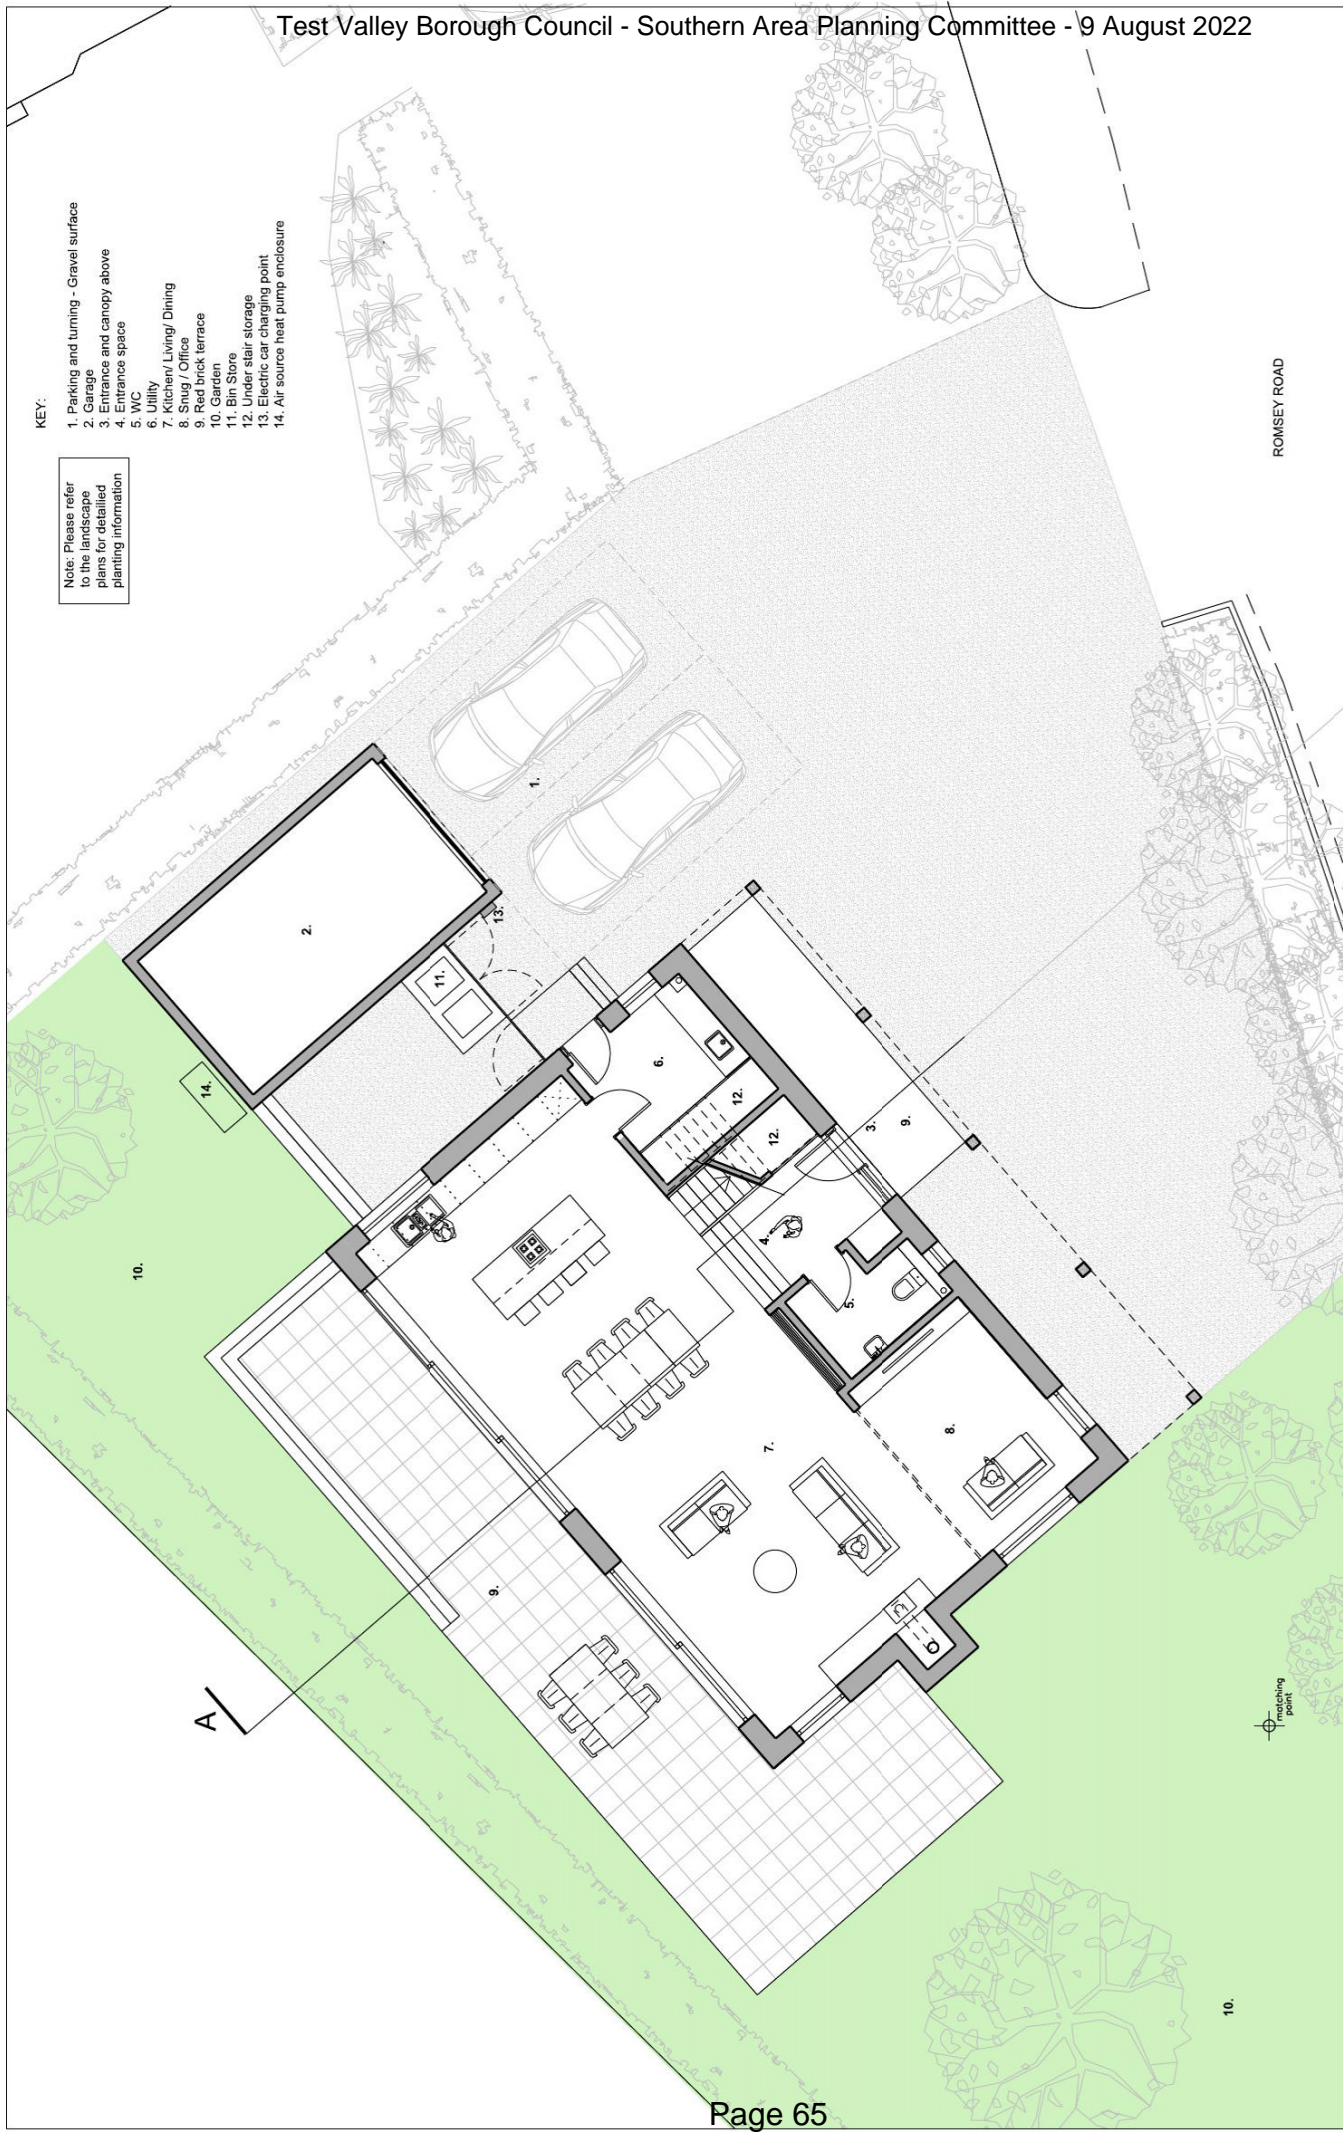 Test Valley Borough Council - Southern Area Planning Committee - 9 August 2022
KEY:
1. Parking and turning - Gravel surface
2. Garage
3. Entrance and canopy above
4. Entrance space
5. WC
6. Utility
7. Kitchen/ Living/ Dining
8. Snug / Office
9. Red brick terrace
10. Garden
11. Bin Store
12. Under stair storage
13. Electric car charging point
14. Air source heat pump enclosure
Note: Please refer
to the landscape
plans for detailied
planting information
ROMSEY ROAD
1.
2.
13.
11.
14.
6.
12.
12.
3.
9.
4.
5.
10.
7.
8.
9.
A
matching
point
10.
Page 65